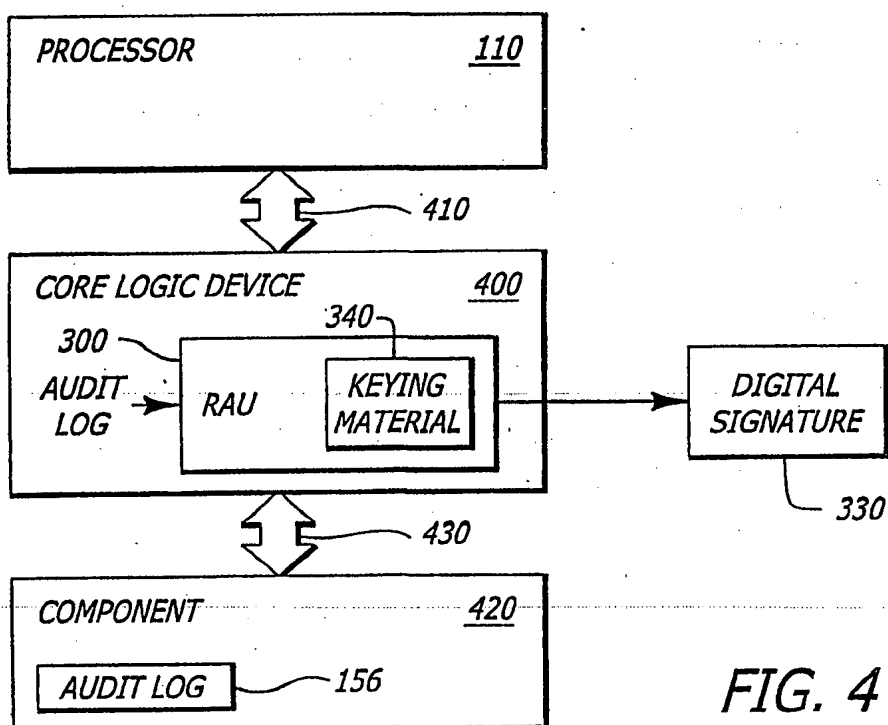 PROCESSOR 110
410
CORE LOGIC DEVICE 400
340
300
AUDIT
LOG
RAU
KEYING
MATERIAL
DIGITAL
SIGNATURE
330
430
COMPONENT 420
AUDIT LOG 156
FIG. 4